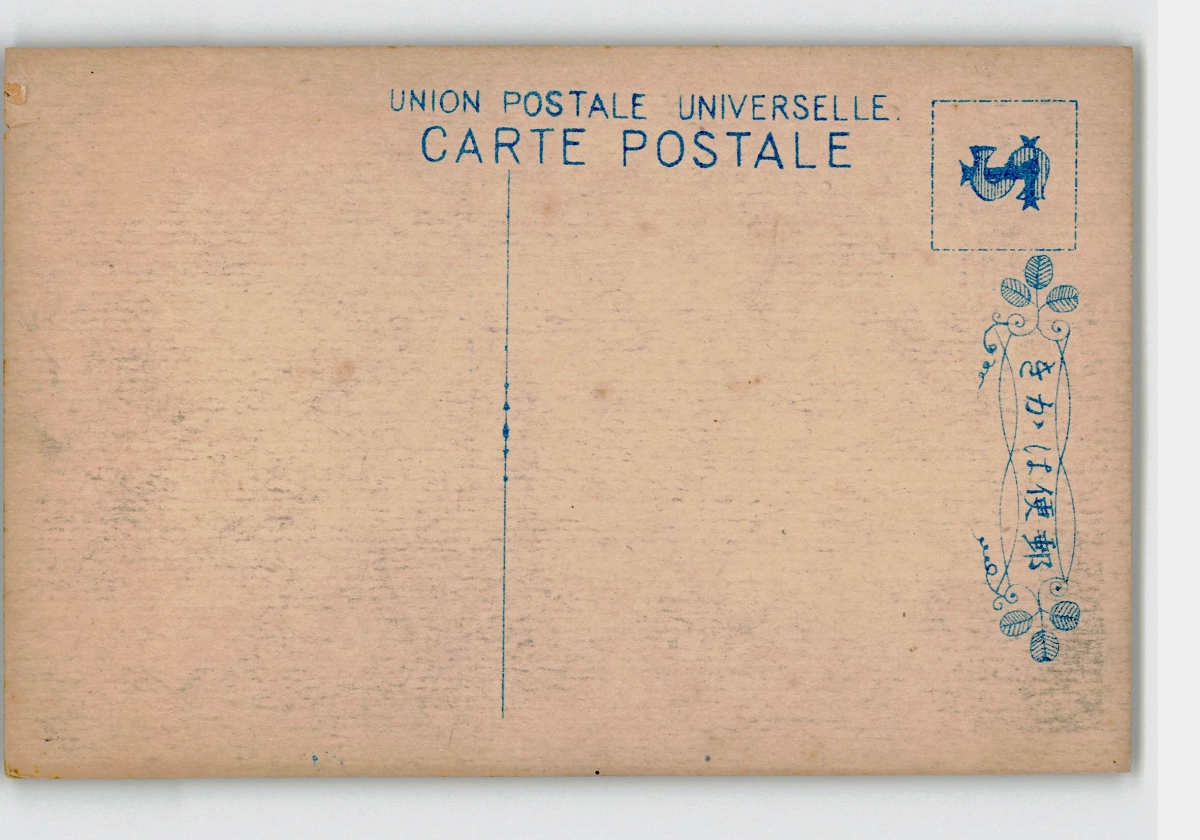 UNION POSTALE UNIVERSELLE.
CARTE POSTALE
郵便はかき